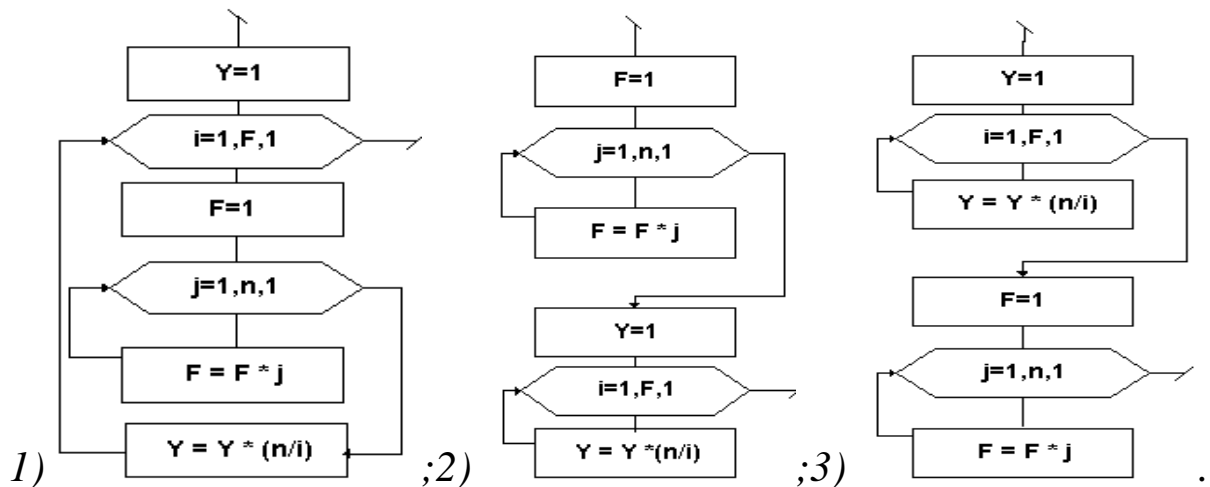 Y=1
i=1,F,1
F=1
j=1,n,1
F = F * j
Y = Y * (n/i)
1)
F=1
j=1,n,1
F = F * j
Y=1
i=1,F,1
Y = Y *(n/i)
;2)
Y=1
i=1,F,1
Y = Y * (n/i)
F=1
j=1,n,1
F = F * j
;3)
.